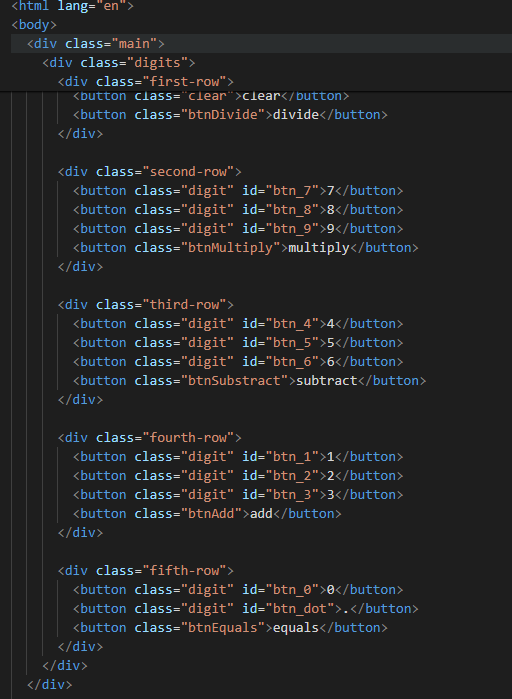 <html lang="en">
<body>
<div class="main">
<div class="digits">
<div class="first-row">
<button class="clear">clear</button>
<button class="btnDivide">divide</button>
</div>
<div class="second-row">
<button class="digit" id="btn_7">7</button>
<button class="digit" id="btn_8">8</button>
<button class="digit" id="btn_9">9</button>
<button class="btnMultiply">multiply</button>
</div>
<div class="third-row">
<button class="digit" id="btn_4">4</button>
<button class="digit" id="btn_5">5</button>
<button class="digit" id="btn_6">6</button>
<button class="btnSubstract">subtract</button>
</div>
<div class="fourth-row">
<button class="digit" id="btn_1">1</button>
<button class="digit" id="btn_2">2</button>
<button class="digit" id="btn_3">3</button>
<button class="btnAdd">add</button>
</div>
<div class="fifth-row">
<button class="digit" id="btn_0">0</button>
<button class="digit" id="btn_dot">.</button>
<button class="btnEquals">equals</button>
</div>
</div>
</div>